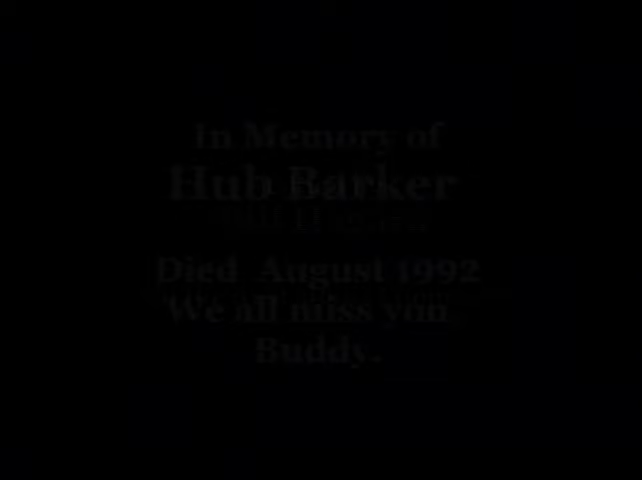 In Memory of
Hub Barker
Died August 1992
We all miss you,
Buddy.